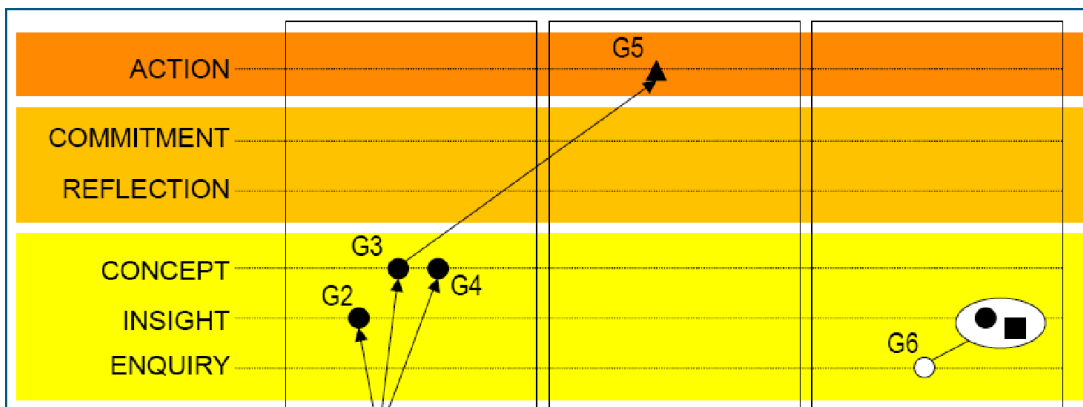 G5
ACTION
COMMITMENT
REFLECTION
G3
CONCEPT
G4
G2
INSIGHT
G6
ENQUIRY